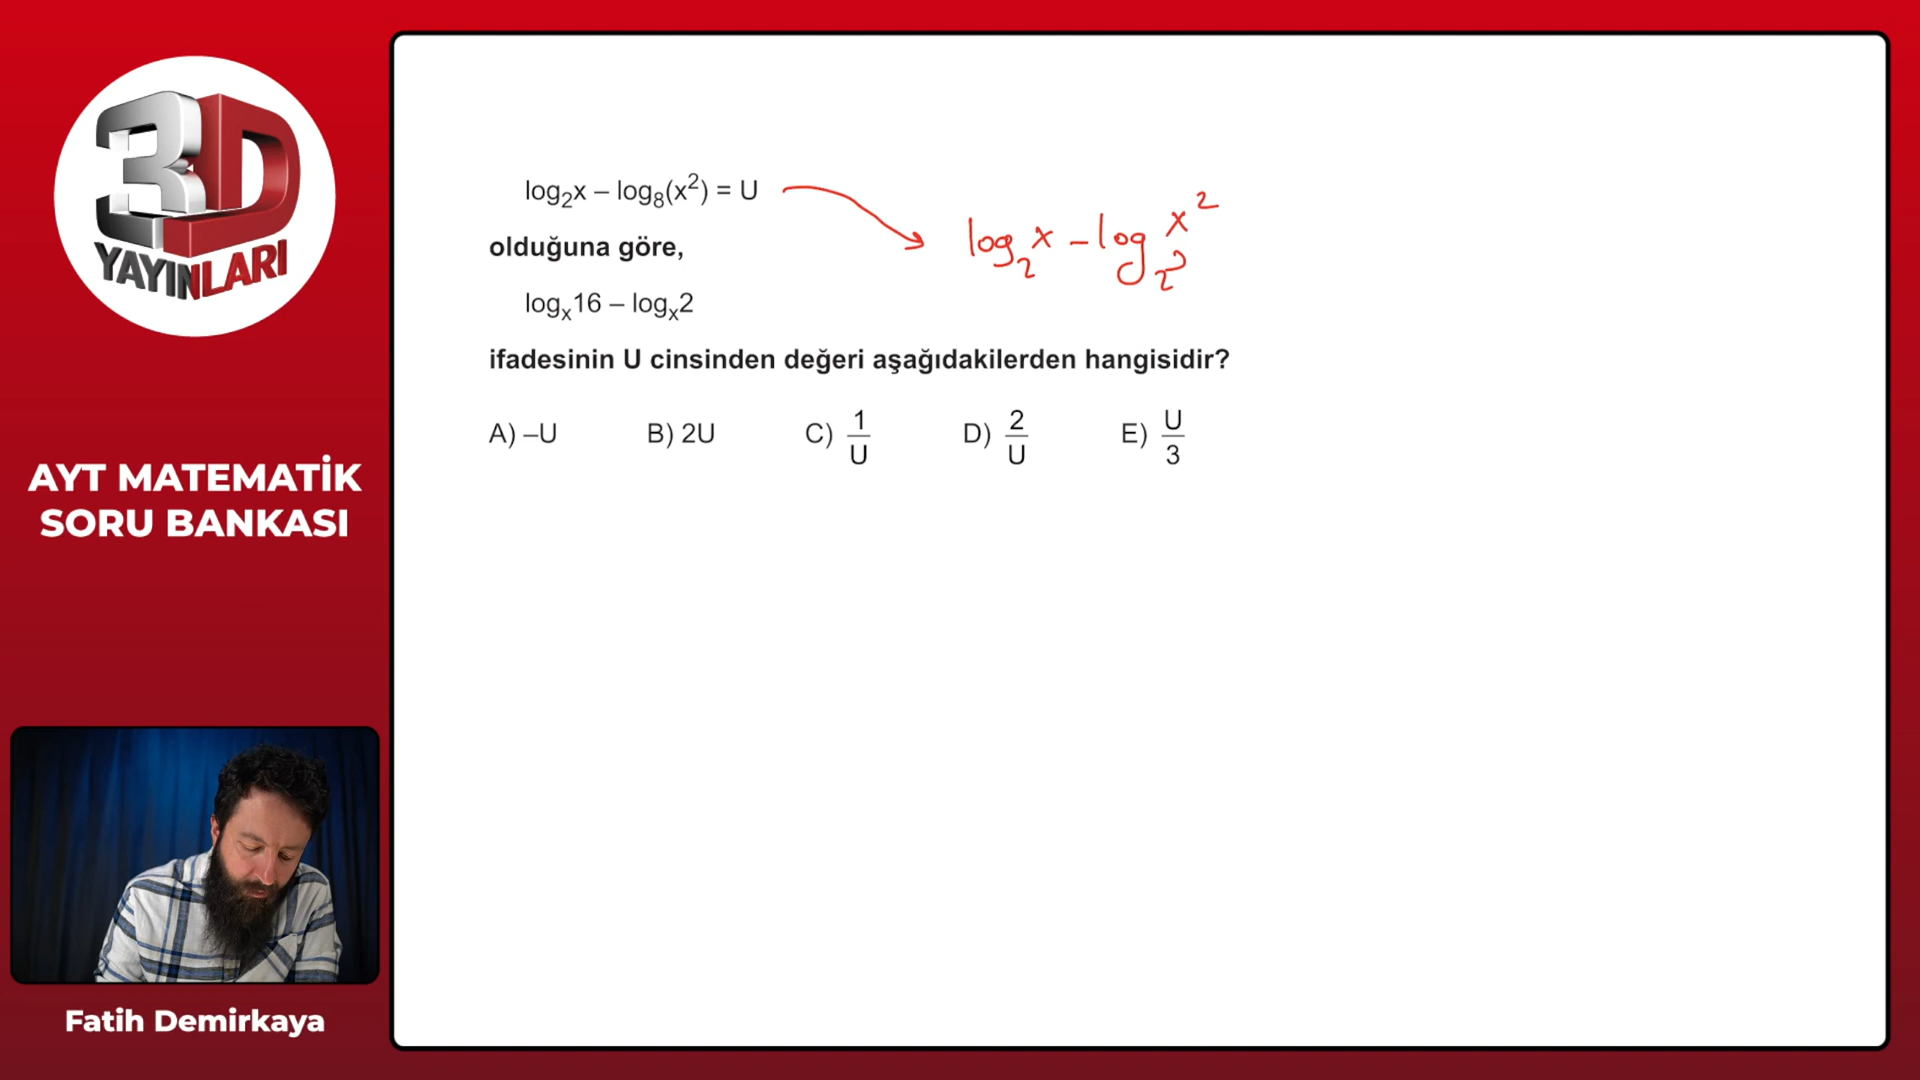 3D
YAYINLARI
AYT MATEMATİK
SORU BANKASI
Fatih Demirkaya
log₂x – log₈(x²) = U
olduğuna göre,
logₓ16 – logₓ2
ifadesinin U cinsinden değeri aşağıdakilerden hangisidir?
A) –U B) 2U C) 1/U D) 2/U E) U/3
log₂x – log₂³x²